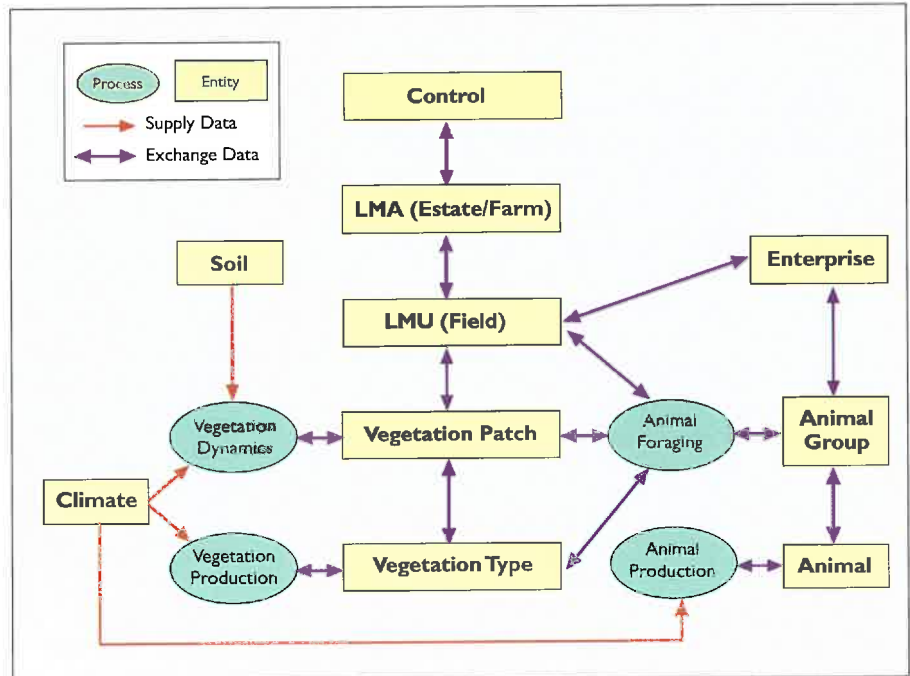 Process
Entity
Supply Data
Exchange Data
Control
LMA (Estate/Farm)
Soil
Enterprise
LMU (Field)
Vegetation
Dynamics
Vegetation Patch
Animal
Foraging
Animal
Group
Climate
Vegetation
Production
Vegetation Type
Animal
Production
Animal